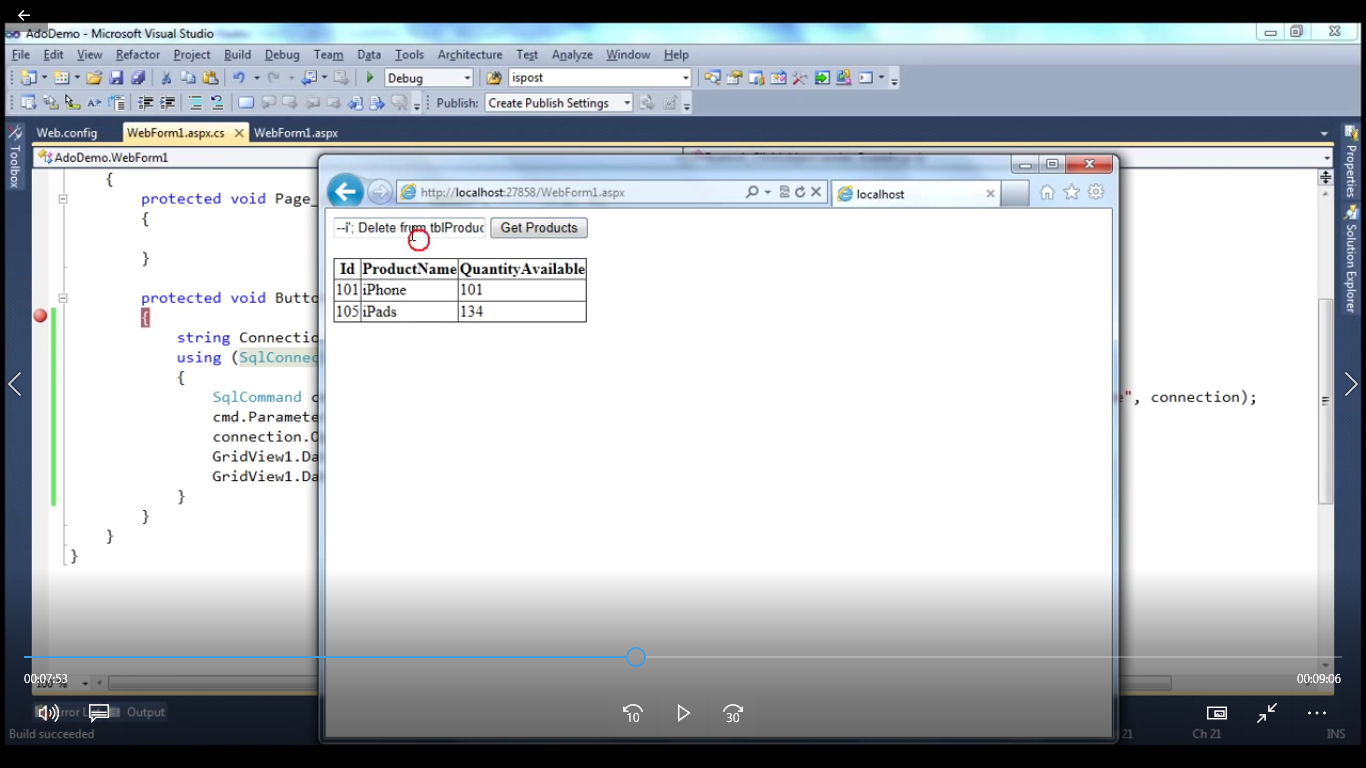 AdoDemo - Microsoft Visual Studio
File Edit View Refactor Project Build Debug Team Data Tools Architecture Test Analyze Window Help
Debug ispost
Publish: Create Publish Settings
Web.config WebForm1.aspx.cs WebForm1.aspx
AdoDemo.WebForm1
Toolbox
Properties
Solution Explorer
http://localhost:27858/WebForm1.aspx localhost
--i'; Delete from tblProduc Get Products
Id ProductName QuantityAvailable
101 iPhone 101
105 iPads 134
{
protected void Page_
{
}
protected void Butto
{
string Connectio
using (SqlConnec
{
SqlCommand c e", connection);
cmd.Paramete
connection.O
GridView1.Da
GridView1.Da
}
}
}
}
00:07:53 00:09:06
10 30
Output
Build succeeded 21 Ch 21 INS